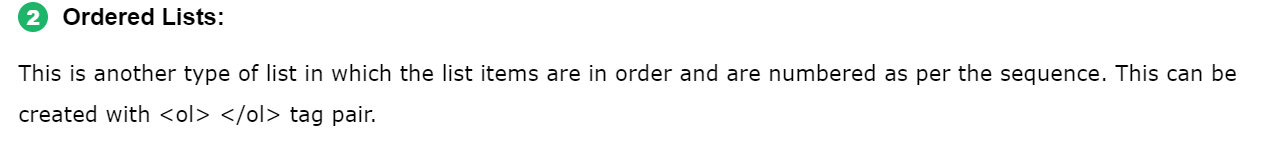 2 Ordered Lists:
This is another type of list in which the list items are in order and are numbered as per the sequence. This can be
created with <ol> </ol> tag pair.